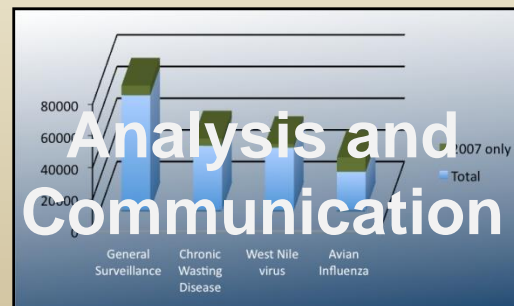 80000
60000
40000
20000
0
Analysis and
Communication
2007 only
Total
General
Surveillance
Chronic
Wasting
Disease
West Nile
virus
Avian
Influenza